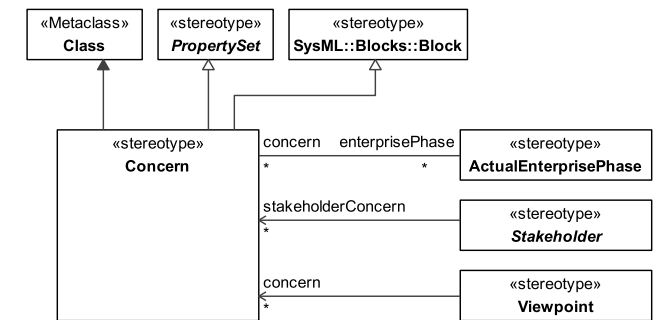 «Metaclass»
Class
«stereotype»
PropertySet
«stereotype»
SysML::Blocks::Block
«stereotype»
Concern
concern
*
enterprisePhase
*
«stereotype»
ActualEnterprisePhase
stakeholderConcern
*
«stereotype»
Stakeholder
concern
*
«stereotype»
Viewpoint